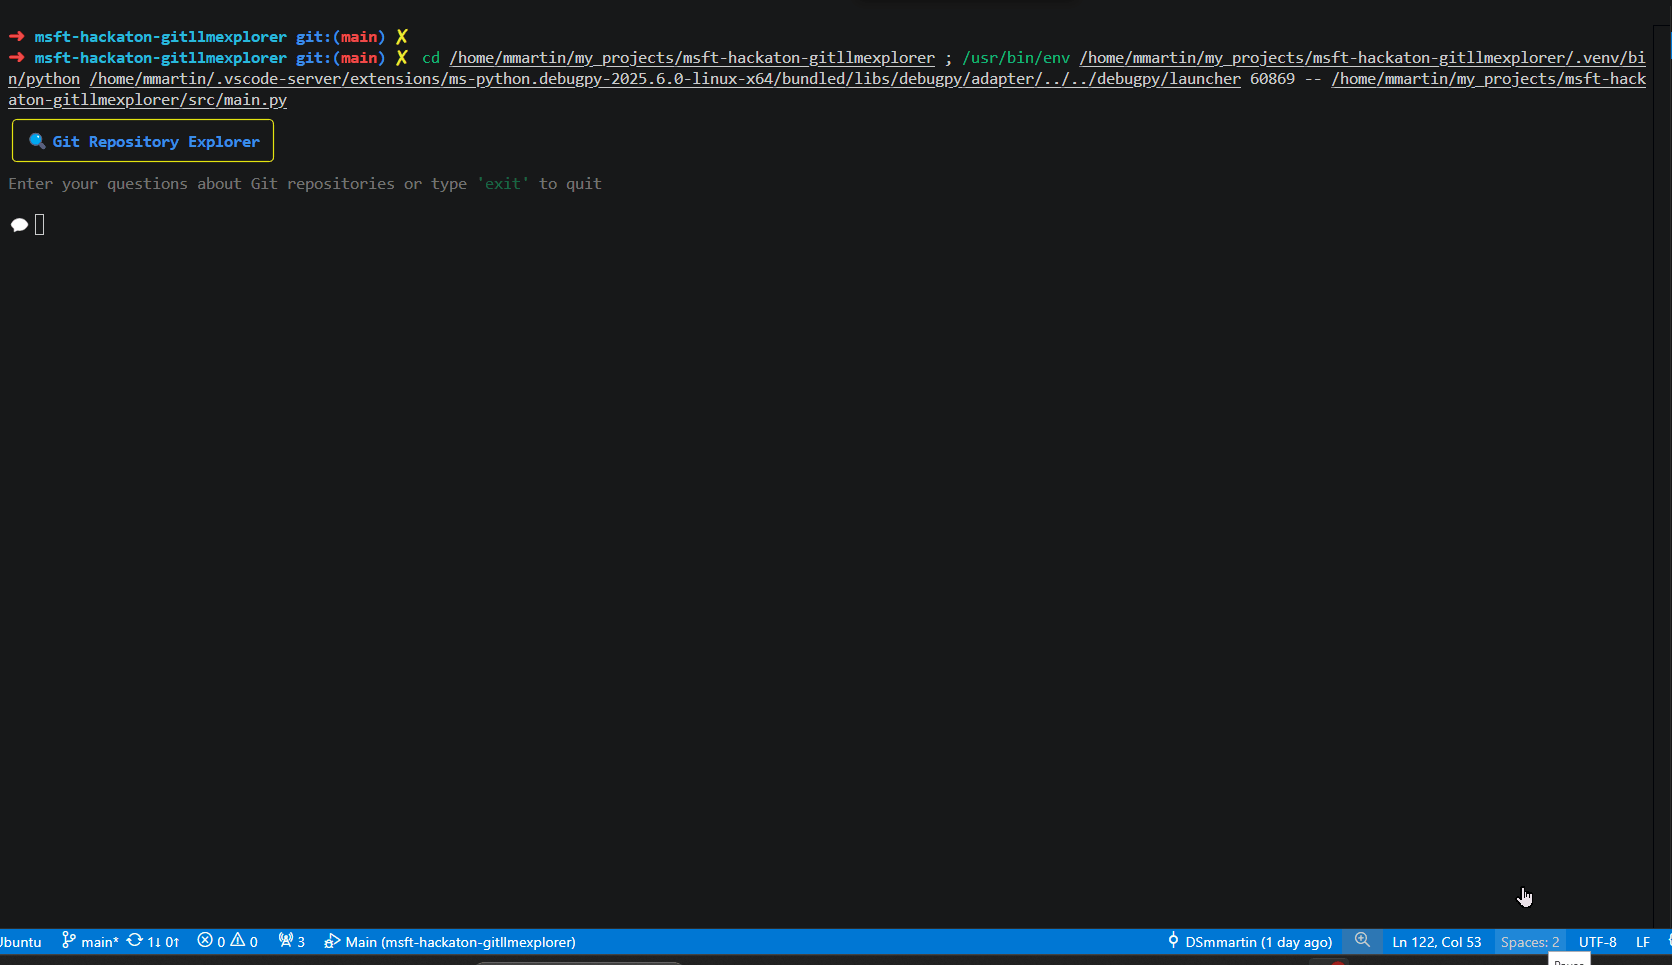 ➜ msft-hackaton-gitllmexplorer git:(main) ✗
➜ msft-hackaton-gitllmexplorer git:(main) ✗ cd /home/mmartin/my_projects/msft-hackaton-gitllmexplorer ; /usr/bin/env /home/mmartin/my_projects/msft-hackaton-gitllmexplorer/.venv/bi
n/python /home/mmartin/.vscode-server/extensions/ms-python.debugpy-2025.6.0-linux-x64/bundled/libs/debugpy/adapter/../../debugpy/launcher 60869 -- /home/mmartin/my_projects/msft-hack
aton-gitllmexplorer/src/main.py
Git Repository Explorer
Enter your questions about Git repositories or type 'exit' to quit
Ubuntu main* 1↓ 0↑ 0 0 3 Main (msft-hackaton-gitllmexplorer) DSmmartin (1 day ago) Ln 122, Col 53 Spaces: 2 UTF-8 LF